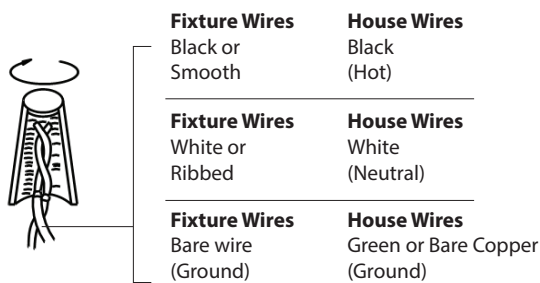 Fixture Wires House Wires
Black or Black
Smooth (Hot)
Fixture Wires House Wires
White or White
Ribbed (Neutral)
Fixture Wires House Wires
Bare wire Green or Bare Copper
(Ground) (Ground)